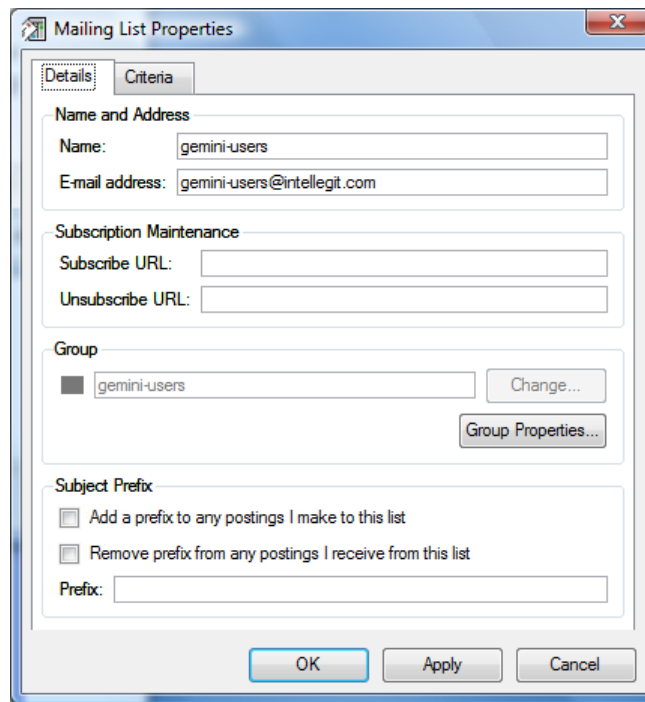 Mailing List Properties
Details Criteria
Name and Address
Name: gemini-users
E-mail address: gemini-users@intellegit.com
Subscription Maintenance
Subscribe URL:
Unsubscribe URL:
Group
gemini-users Change...
Group Properties...
Subject Prefix
Add a prefix to any postings I make to this list
Remove prefix from any postings I receive from this list
Prefix:
OK Apply Cancel